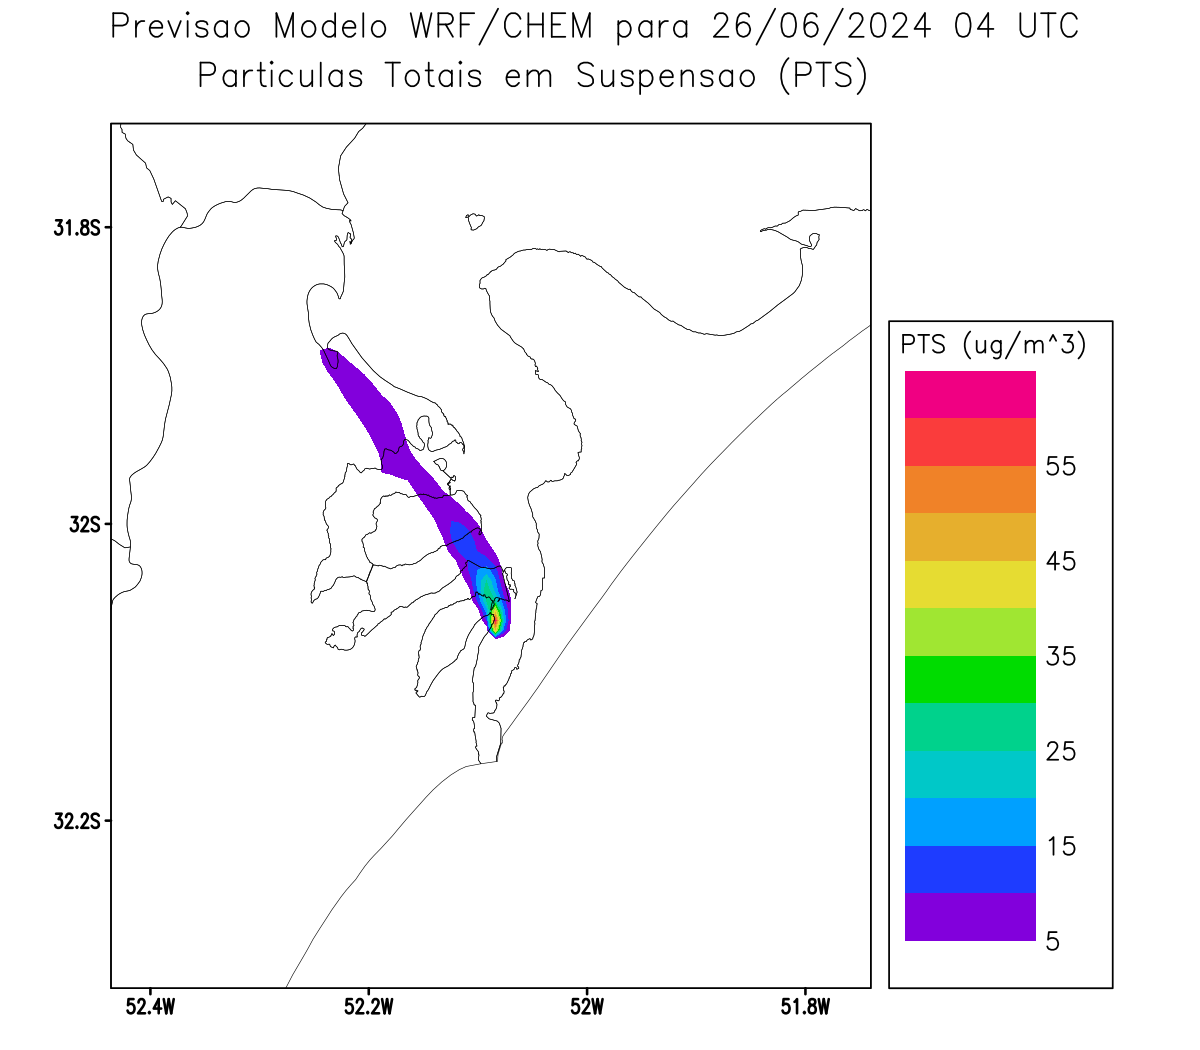 Previsao Modelo WRF/CHEM para 26/06/2024 04 UTC
Particulas Totais em Suspensao (PTS)
31.8S
32S
32.2S
52.4W
52.2W
52W
51.8W
PTS (ug/m^3)
55
45
35
25
15
5